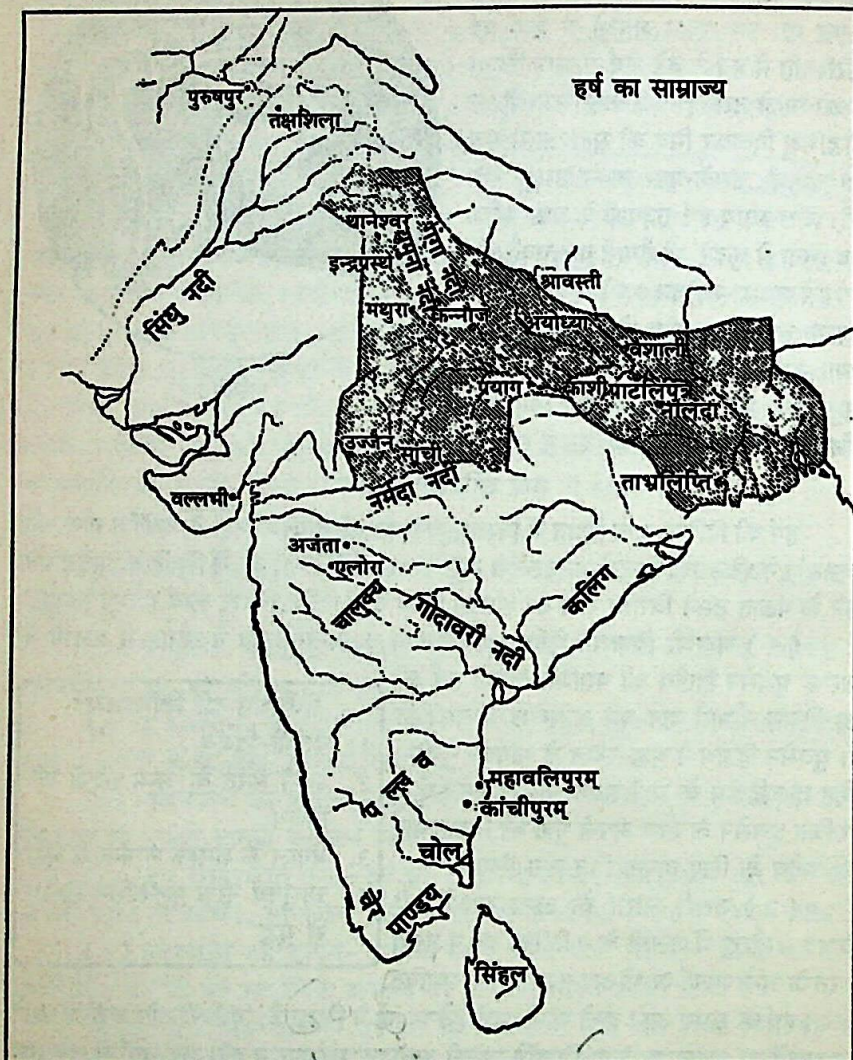 हर्ष का साम्राज्य
पुरुषपुर
तक्षशिला
थानेश्वर
गंगा नदी
यमुना नदी
इन्द्रप्रस्थ
सिंधु नदी
श्रावस्ती
मथुरा
कन्नौज
अयोध्या
वैशाली
प्रयाग
काशी
पाटलिपुत्र
नालंदा
उज्जैन
सांची
ताम्रलिप्ति
नर्मदा नदी
वल्लभी
अजंता
एलोरा
चालुक्य
गोदावरी नदी
कलिंग
महावलिपुरम्
कांचीपुरम्
पल्लव
चोल
चेर
पाण्ड्य
सिंहल